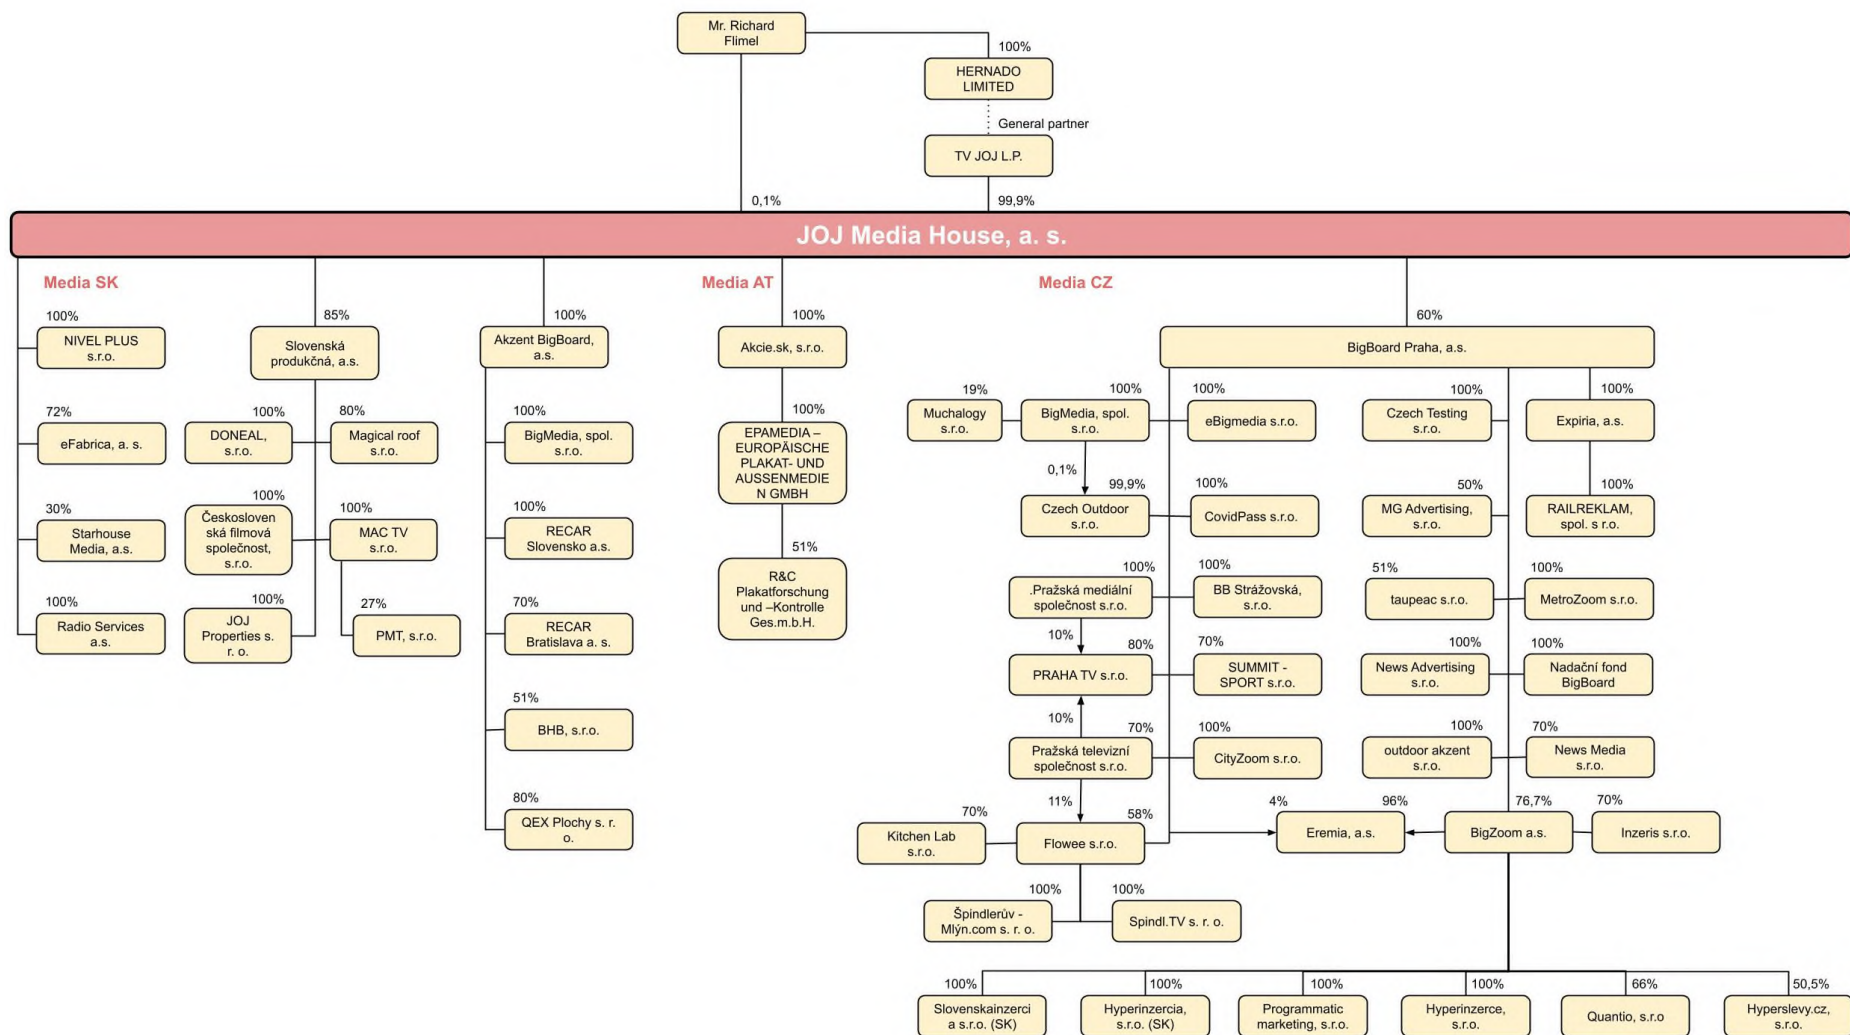 Mr. Richard
Flimel
100%
HERNADO
LIMITED
General partner
TV JOJ L.P.
0,1%
99,9%
JOJ Media House, a. s.
Media SK
Media AT
Media CZ
100%
NIVEL PLUS
s.r.o.
72%
eFabrica, a. s.
30%
Starhouse
Media, a.s.
100%
Radio Services
a.s.
85%
Slovenská
produkčná, a.s.
100%
DONEAL,
s.r.o.
80%
Magical roof
s.r.o.
100%
Českosloven
ská filmová
společnost,
s.r.o.
100%
MAC TV
s.r.o.
100%
JOJ
Properties s.
r. o.
27%
PMT, s.r.o.
100%
Akzent BigBoard,
a.s.
100%
BigMedia, spol.
s.r.o.
100%
RECAR
Slovensko a.s.
70%
RECAR
Bratislava a. s.
51%
BHB, s.r.o.
80%
QEX Plochy s. r.
o.
100%
Akcie.sk, s.r.o.
100%
EPAMEDIA –
EUROPÄISCHE
PLAKAT- UND
AUSSENMEDIE
N GMBH
51%
R&C
Plakatforschung
und –Kontrolle
Ges.m.b.H.
60%
BigBoard Praha, a.s.
19%
Muchalogy
s.r.o.
100%
BigMedia, spol.
s.r.o.
100%
eBigmedia s.r.o.
0,1%
99,9%
Czech Outdoor
s.r.o.
100%
CovidPass s.r.o.
100%
.Pražská mediální
společnost s.r.o.
100%
BB Strážovská,
s.r.o.
10%
80%
PRAHA TV s.r.o.
70%
SUMMIT -
SPORT s.r.o.
10%
70%
Pražská televizní
společnost s.r.o.
100%
CityZoom s.r.o.
11%
58%
Flowee s.r.o.
70%
Kitchen Lab
s.r.o.
100%
Špindlerův -
Mlýn.com s. r. o.
100%
Spindl.TV s. r. o.
100%
Czech Testing
s.r.o.
100%
Expiria, a.s.
50%
MG Advertising,
s.r.o.
100%
RAILREKLAM,
spol. s r.o.
51%
taupeac s.r.o.
100%
MetroZoom s.r.o.
100%
News Advertising
s.r.o.
100%
Nadační fond
BigBoard
100%
outdoor akzent
s.r.o.
70%
News Media
s.r.o.
4%
96%
Eremia, a.s.
76,7%
BigZoom a.s.
70%
Inzeris s.r.o.
100%
Slovenskainzerci
a s.r.o. (SK)
100%
Hyperinzercia,
s.r.o. (SK)
100%
Programmatic
marketing, s.r.o.
100%
Hyperinzerce,
s.r.o.
66%
Quantio, s.r.o
50,5%
Hyperslevy.cz,
s.r.o.